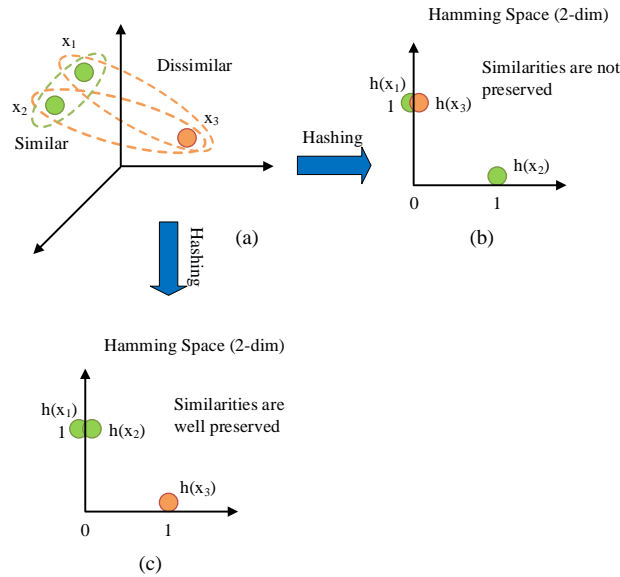 x1
Dissimilar
x2
x3
Similar
(a)
Hashing
Hamming Space (2-dim)
Similarities are not
preserved
h(x1)
h(x3)
1
h(x2)
0
1
(b)
Hashing
Hamming Space (2-dim)
h(x1)
1
h(x2)
Similarities are
well preserved
h(x3)
0
1
(c)